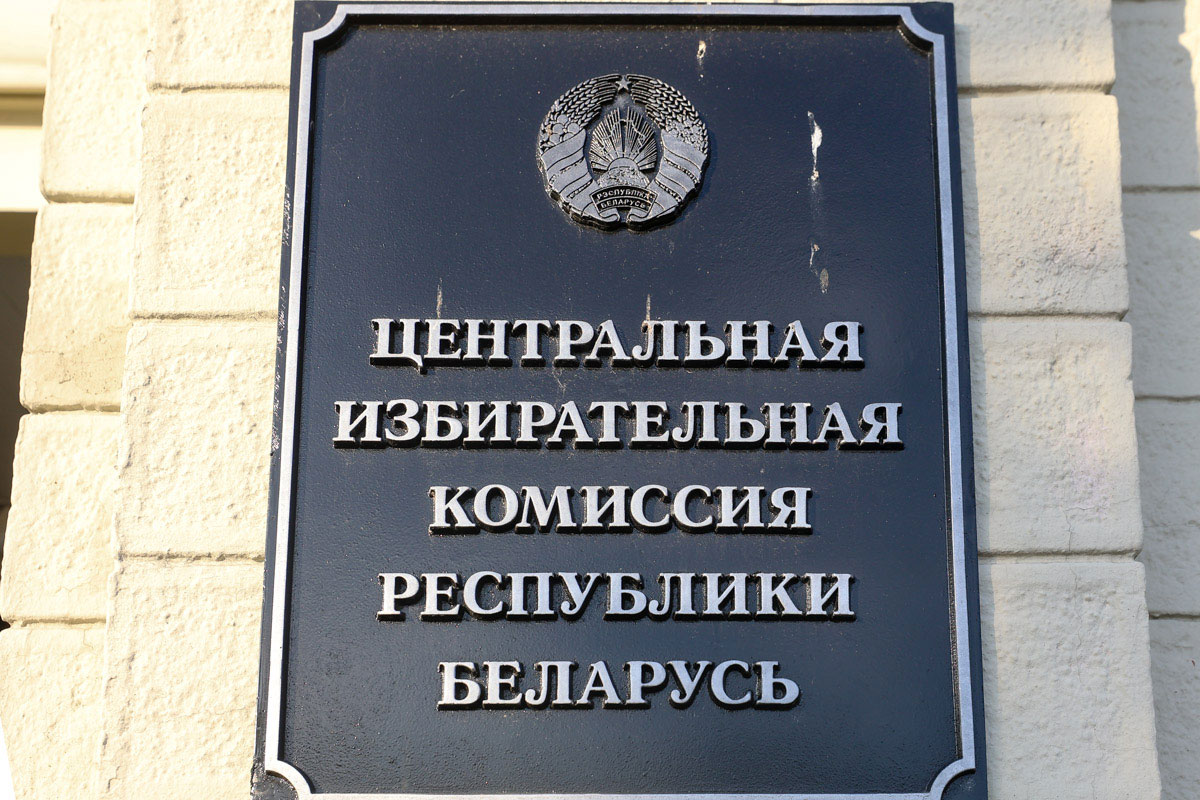 РЭСПУБЛІКА
БЕЛАРУСЬ
ЦЕНТРАЛЬНАЯ
ИЗБИРАТЕЛЬНАЯ
КОМИССИЯ
РЕСПУБЛИКИ
БЕЛАРУСЬ